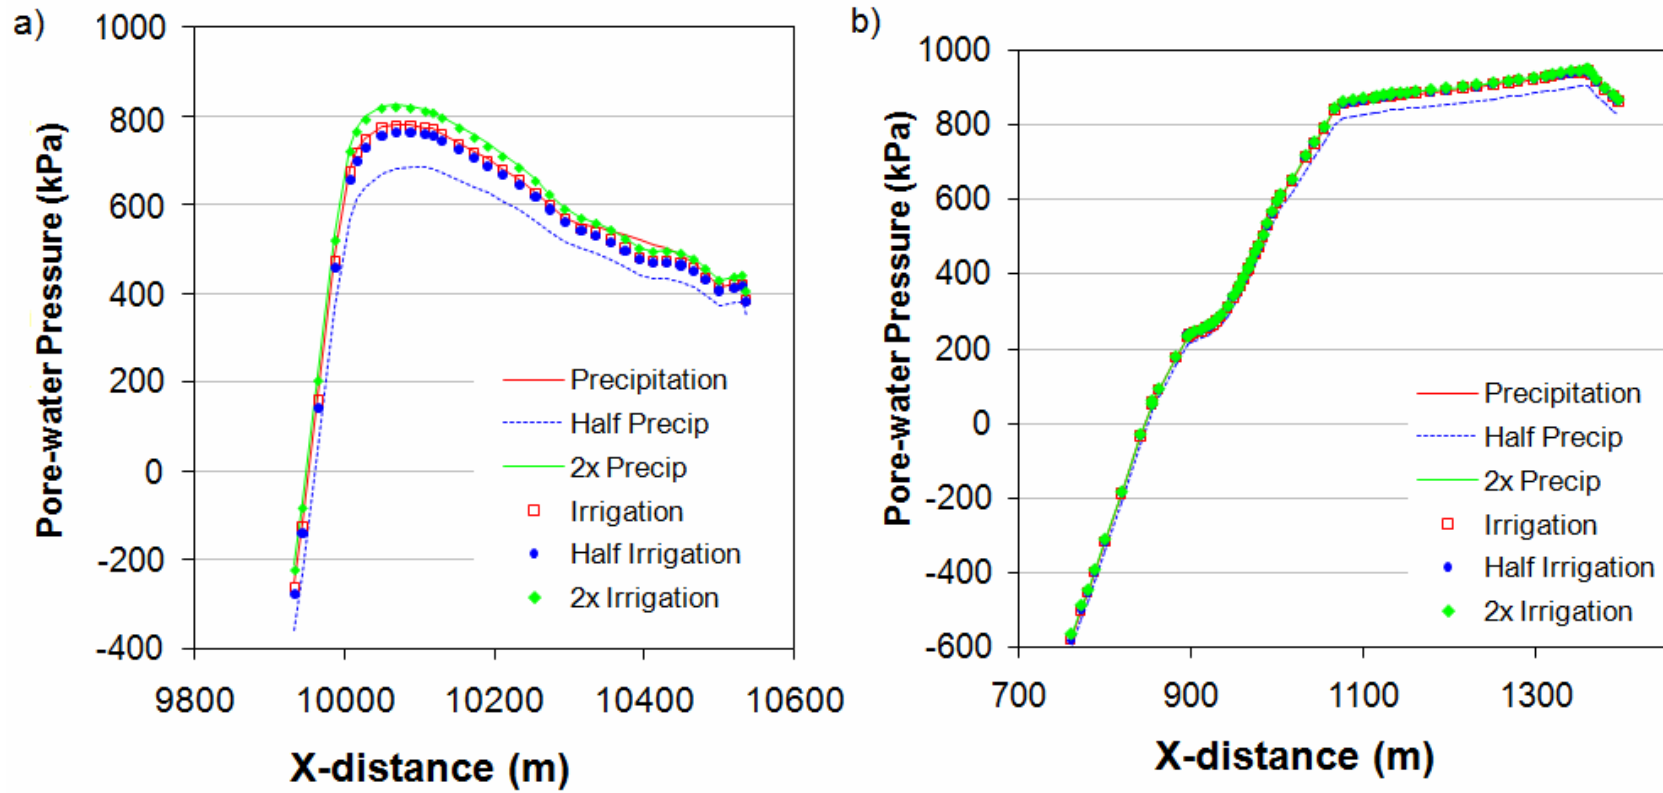 a)
1000
800
600
400
200
0
-200
-400
Pore-water Pressure (kPa)
9800 10000 10200 10400 10600
X-distance (m)
Precipitation
Half Precip
2x Precip
Irrigation
Half Irrigation
2x Irrigation
b)
1000
800
600
400
200
0
-200
-400
-600
Pore-water Pressure (kPa)
700 900 1100 1300
X-distance (m)
Precipitation
Half Precip
2x Precip
Irrigation
Half Irrigation
2x Irrigation